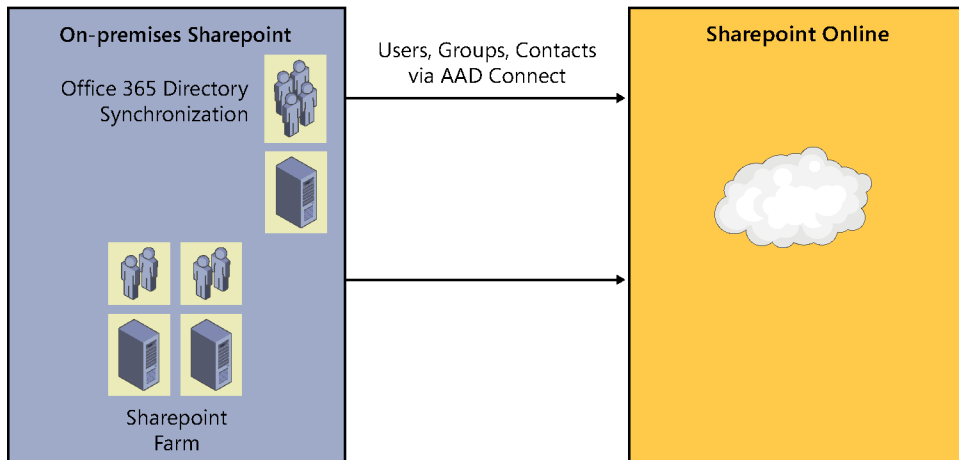 On-premises Sharepoint
Office 365 Directory
Synchronization
Sharepoint
Farm
Users, Groups, Contacts
via AAD Connect
Sharepoint Online